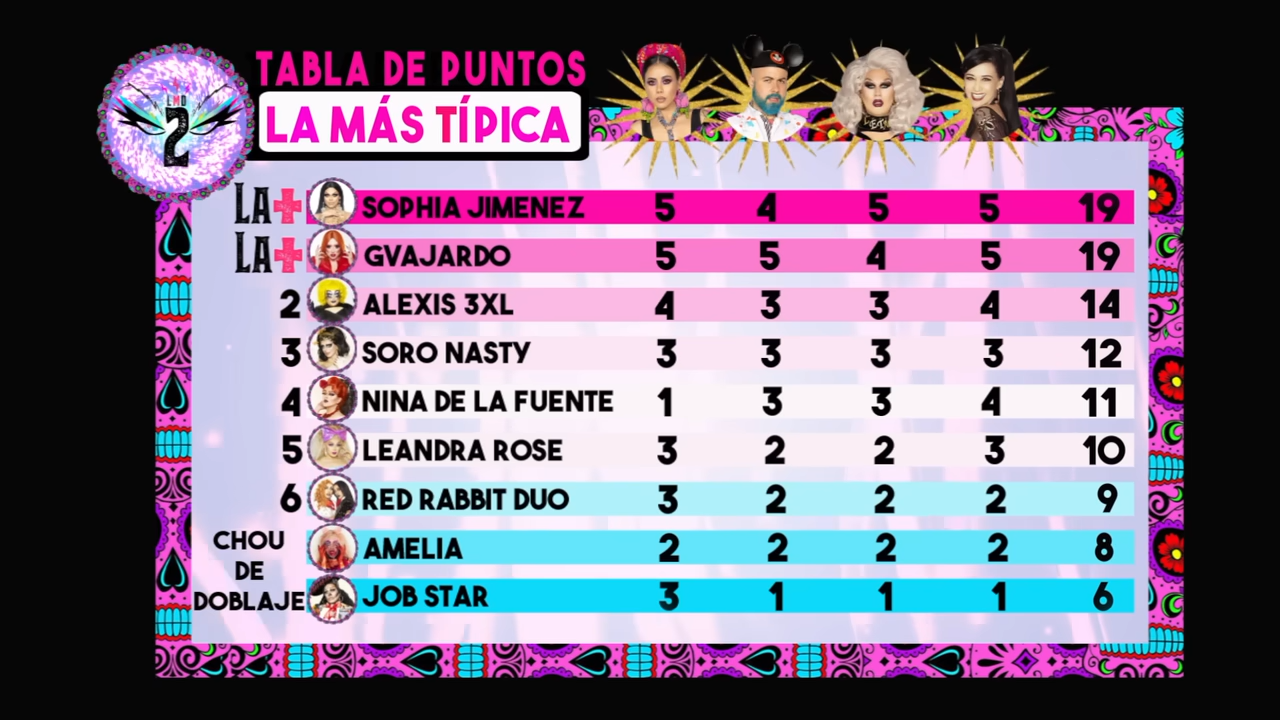 TABLA DE PUNTOS
LMD
2
LA MÁS TÍPICA
LA+ SOPHIA JIMENEZ 5 4 5 5 19
LA+ GVAJARDO 5 5 4 5 19
2 ALEXIS 3XL 4 3 3 4 14
3 SORO NASTY 3 3 3 3 12
4 NINA DE LA FUENTE 1 3 3 4 11
5 LEANDRA ROSE 3 2 2 3 10
6 RED RABBIT DUO 3 2 2 2 9
CHOU
DE
DOBLAJE
AMELIA 2 2 2 2 8
JOB STAR 3 1 1 1 6